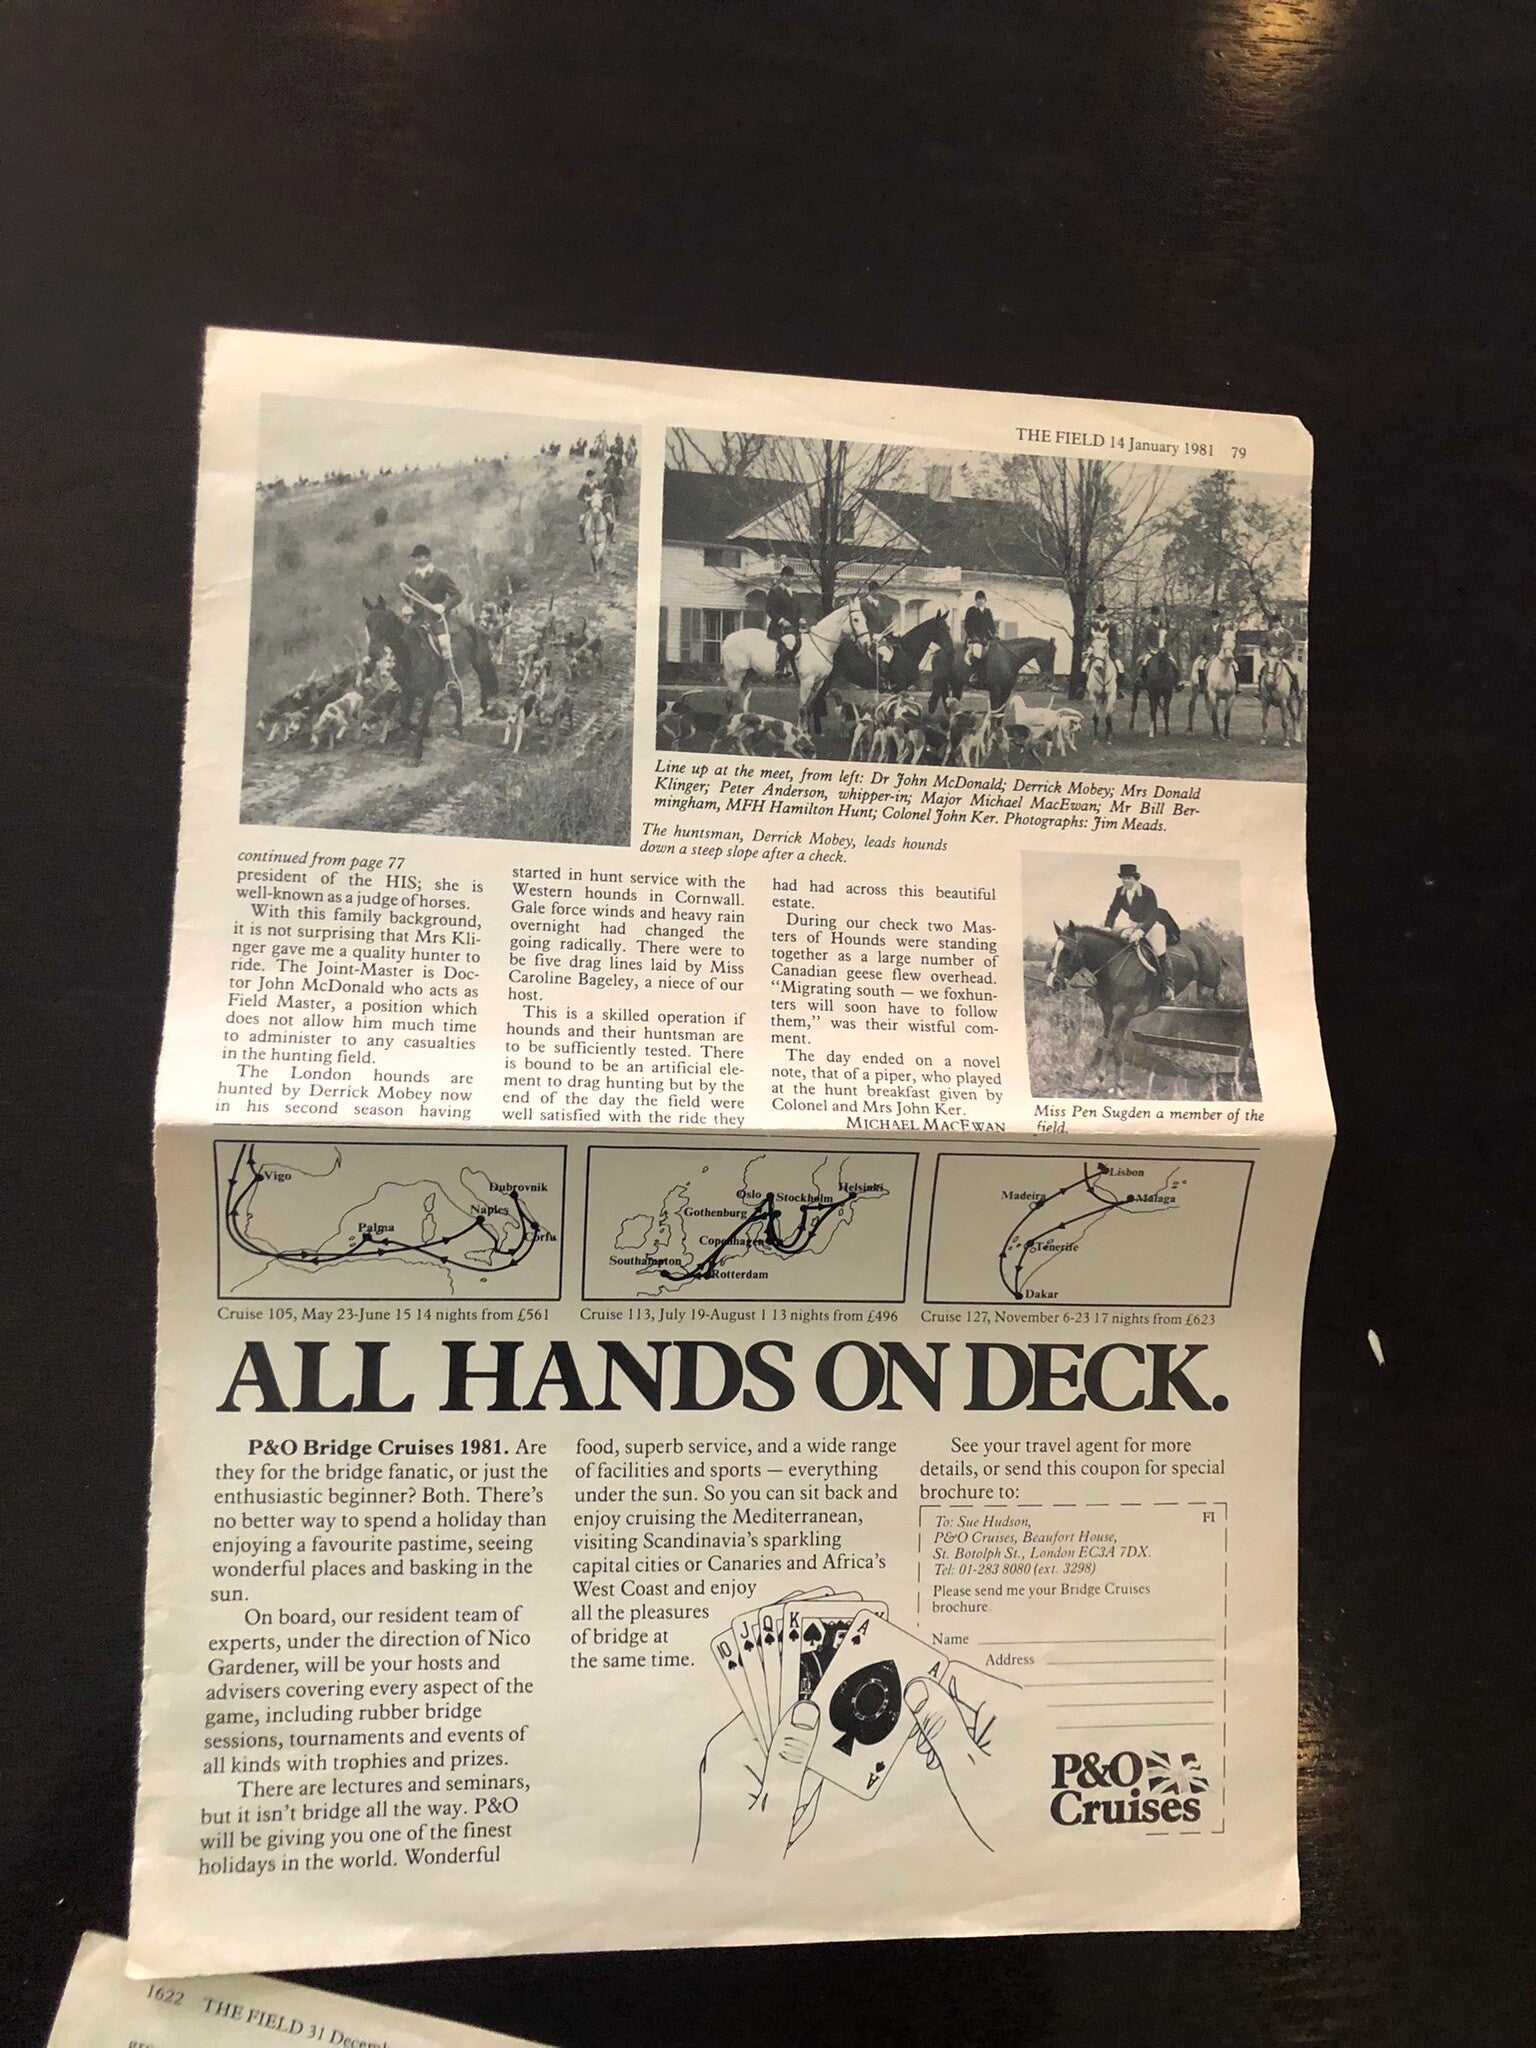 THE FIELD 14 January 1981 79
Line up at the meet, from left: Dr John McDonald; Derrick Mobey; Mrs Donald
Klinger; Peter Anderson, whipper-in; Major Michael MacEwan; Mr Bill Ber-
mingham, MFH Hamilton Hunt; Colonel John Ker. Photographs: Jim Meads.
The huntsman, Derrick Mobey, leads hounds
down a steep slope after a check.
continued from page 77
president of the HIS; she is
well-known as a judge of horses.
With this family background,
it is not surprising that Mrs Kli-
nger gave me a quality hunter to
ride. The Joint-Master is Doc-
tor John McDonald who acts as
Field Master, a position which
does not allow him much time
to administer to any casualties
in the hunting field.
The London hounds are
hunted by Derrick Mobey now
in his second season having
started in hunt service with the
Western hounds in Cornwall.
Gale force winds and heavy rain
overnight had changed the
going radically. There were to
be five drag lines laid by Miss
Caroline Bageley, a niece of our
host.
This is a skilled operation if
hounds and their huntsman are
to be sufficiently tested. There
is bound to be an artificial ele-
ment to drag hunting but by the
end of the day the field were
well satisfied with the ride they
had had across this beautiful
estate.
During our check two Mas-
ters of Hounds were standing
together as a large number of
Canadian geese flew overhead.
“Migrating south — we foxhun-
ters will soon have to follow
them,” was their wistful com-
ment.
The day ended on a novel
note, that of a piper, who played
at the hunt breakfast given by
Colonel and Mrs John Ker.
MICHAEL MACEWAN
Miss Pen Sugden a member of the
field.
Vigo
Dubrovnik
Naples
Palma
Corfu
Cruise 105, May 23-June 15 14 nights from £561
Oslo
Stockholm
Helsinki
Gothenburg
Copenhagen
Southampton
Rotterdam
Cruise 113, July 19-August 1 13 nights from £496
Lisbon
Madeira
Malaga
Tenerife
Dakar
Cruise 127, November 6-23 17 nights from £623
ALL HANDS ON DECK.
P&O Bridge Cruises 1981. Are
they for the bridge fanatic, or just the
enthusiastic beginner? Both. There’s
no better way to spend a holiday than
enjoying a favourite pastime, seeing
wonderful places and basking in the
sun.
On board, our resident team of
experts, under the direction of Nico
Gardener, will be your hosts and
advisers covering every aspect of the
game, including rubber bridge
sessions, tournaments and events of
all kinds with trophies and prizes.
There are lectures and seminars,
but it isn’t bridge all the way. P&O
will be giving you one of the finest
holidays in the world. Wonderful
food, superb service, and a wide range
of facilities and sports — everything
under the sun. So you can sit back and
enjoy cruising the Mediterranean,
visiting Scandinavia’s sparkling
capital cities or Canaries and Africa’s
West Coast and enjoy
all the pleasures
of bridge at
the same time.
10 J Q K A
A
A
See your travel agent for more
details, or send this coupon for special
brochure to:
FI
To: Sue Hudson,
P&O Cruises, Beaufort House,
St. Botolph St., London EC3A 7DX.
Tel: 01-283 8080 (ext. 3298)
Please send me your Bridge Cruises
brochure.
Name
Address
P&O
Cruises
1622 THE FIELD 31